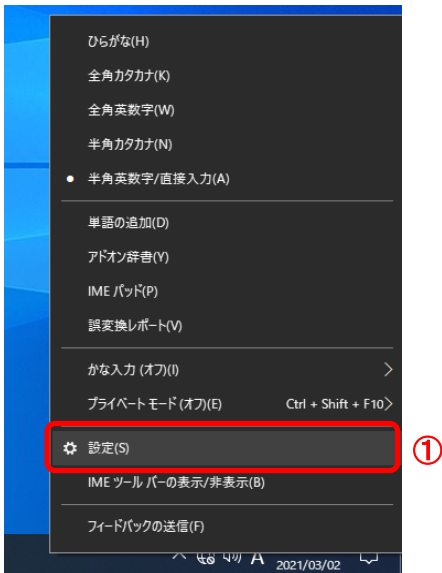 ひらがな(H)
全角カタカナ(K)
全角英数字(W)
半角カタカナ(N)
● 半角英数字/直接入力(A)
単語の追加(D)
アドオン辞書(Y)
IME パッド(P)
誤変換レポート(V)
かな入力 (オフ)(I) >
プライベート モード (オフ)(E) Ctrl + Shift + F10 >
設定(S) ①
IME ツール バーの表示/非表示(B)
フィードバックの送信(F)
A
2021/03/02